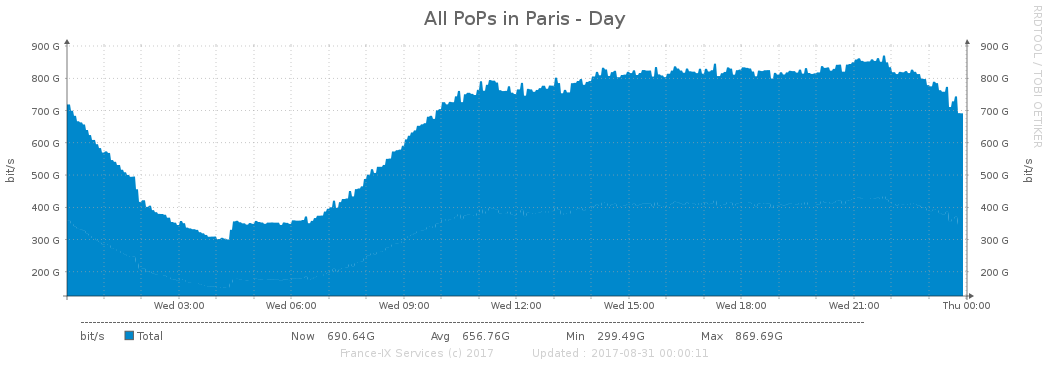 All PoPs in Paris - Day
RRDTOOL / TOBI OETIKER
900 G 900 G
800 G 800 G
700 G 700 G
600 G 600 G
bit/s bit/s
500 G 500 G
400 G 400 G
300 G 300 G
200 G 200 G
Wed 03:00 Wed 06:00 Wed 09:00 Wed 12:00 Wed 15:00 Wed 18:00 Wed 21:00 Thu 00:00
bit/s Total Now 690.64G Avg 656.76G Min 299.49G Max 869.69G
France-IX Services (c) 2017 Updated : 2017-08-31 00:00:11